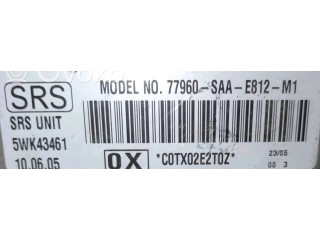 MODEL NO. 77960-SAA-E812-M1
SRS
SRS UNIT
5WK43461
10.06.05
0X
*C0TX02E2T0Z*
23/05
00 3